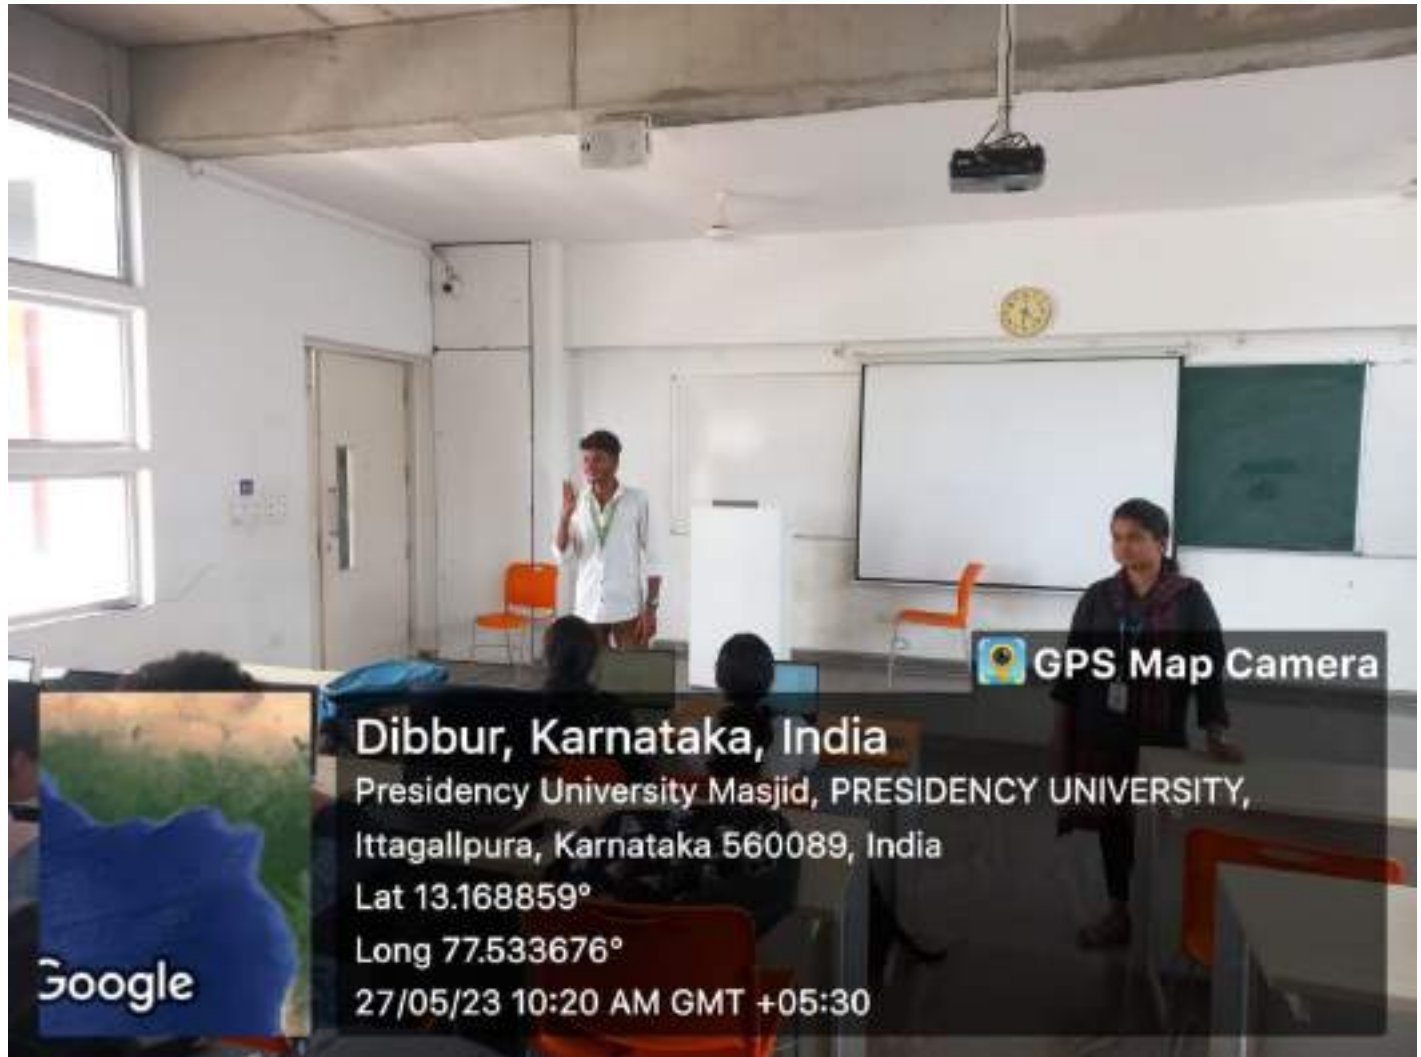 GPS Map Camera
Dibbur, Karnataka, India
Presidency University Masjid, PRESIDENCY UNIVERSITY,
Ittagallpura, Karnataka 560089, India
Lat 13.168859°
Long 77.533676°
27/05/23 10:20 AM GMT +05:30
Google